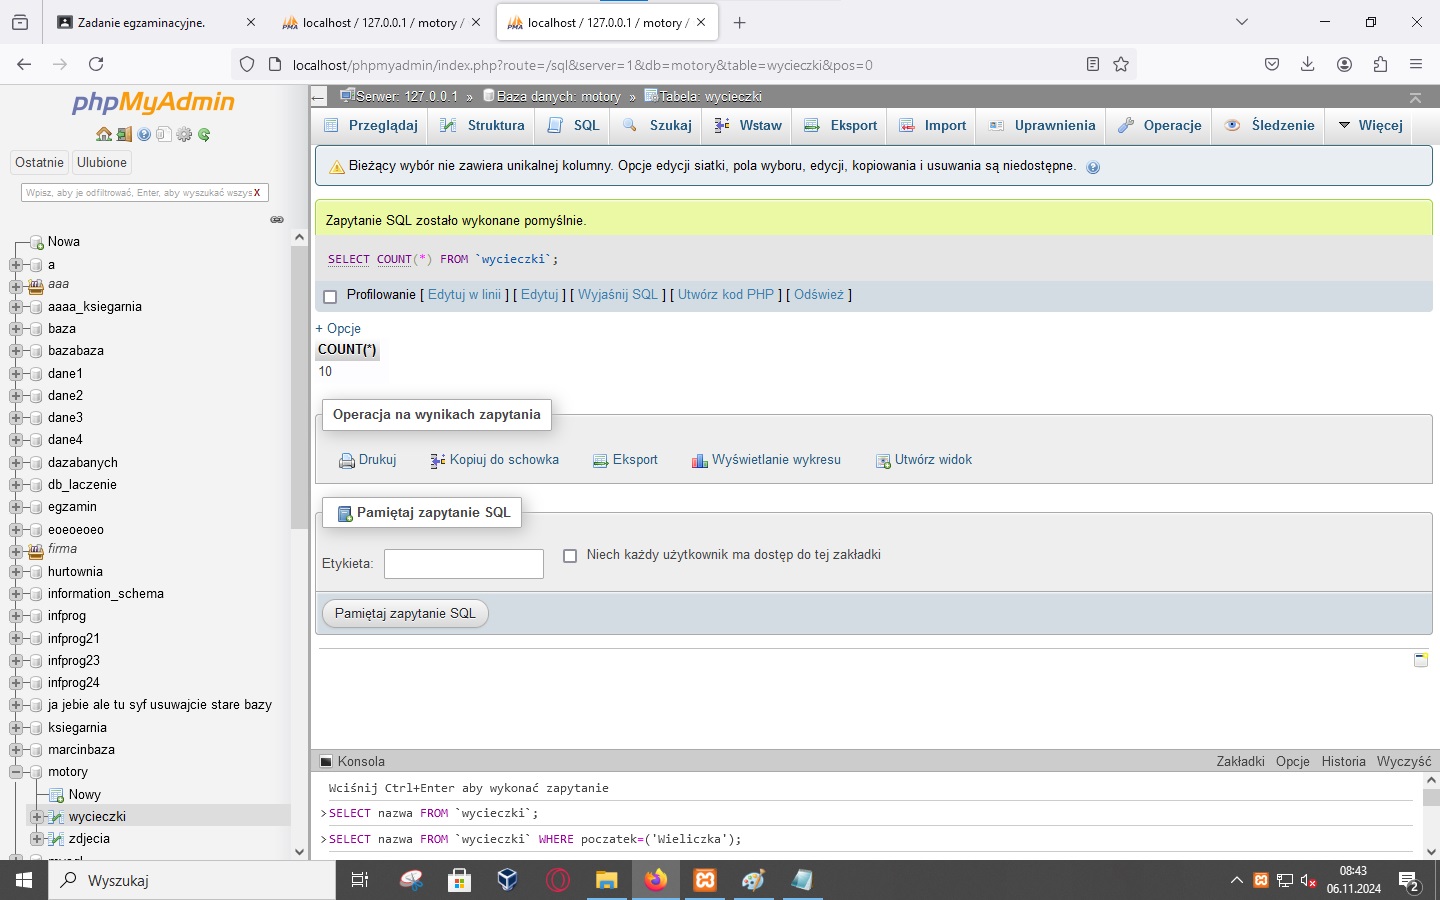 Zadanie egzaminacyjne.
localhost / 127.0.0.1 / motory /
localhost / 127.0.0.1 / motory /
localhost/phpmyadmin/index.php?route=/sql&server=1&db=motory&table=wycieczki&pos=0
phpMyAdmin
Ostatnie
Ulubione
Wpisz, aby je odfiltrować, Enter, aby wyszukać wszys
X
Nowa
a
aaa
aaaa_ksiegarnia
baza
bazabaza
dane1
dane2
dane3
dane4
dazabanych
db_laczenie
egzamin
eoeoeoeo
firma
hurtownia
information_schema
infprog
infprog21
infprog23
infprog24
ja jebie ale tu syf usuwajcie stare bazy
ksiegarnia
marcinbaza
motory
Nowy
wycieczki
zdjecia
Serwer: 127.0.0.1 » Baza danych: motory » Tabela: wycieczki
Przeglądaj
Struktura
SQL
Szukaj
Wstaw
Eksport
Import
Uprawnienia
Operacje
Śledzenie
Więcej
Bieżący wybór nie zawiera unikalnej kolumny. Opcje edycji siatki, pola wyboru, edycji, kopiowania i usuwania są niedostępne.
Zapytanie SQL zostało wykonane pomyślnie.
SELECT COUNT(*) FROM `wycieczki`;
Profilowanie [ Edytuj w linii ] [ Edytuj ] [ Wyjaśnij SQL ] [ Utwórz kod PHP ] [ Odśwież ]
+ Opcje
COUNT(*)
10
Operacja na wynikach zapytania
Drukuj
Kopiuj do schowka
Eksport
Wyświetlanie wykresu
Utwórz widok
Pamiętaj zapytanie SQL
Etykieta:
Niech każdy użytkownik ma dostęp do tej zakładki
Pamiętaj zapytanie SQL
Konsola
Zakładki
Opcje
Historia
Wyczyść
Wciśnij Ctrl+Enter aby wykonać zapytanie
>SELECT nazwa FROM `wycieczki`;
>SELECT nazwa FROM `wycieczki` WHERE poczatek=('Wieliczka');
Wyszukaj
08:43
06.11.2024
2